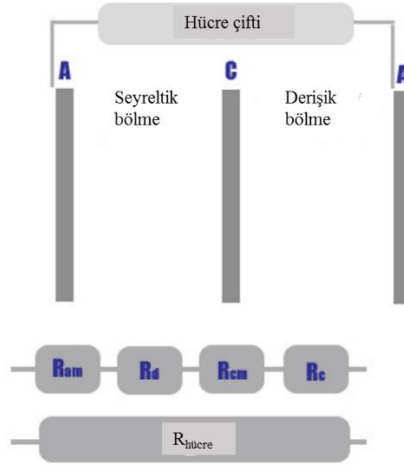 Hücre çifti
A C A
Seyreltik bölme
Derişik bölme
Ram Rd Rcm Rc
Rhücre